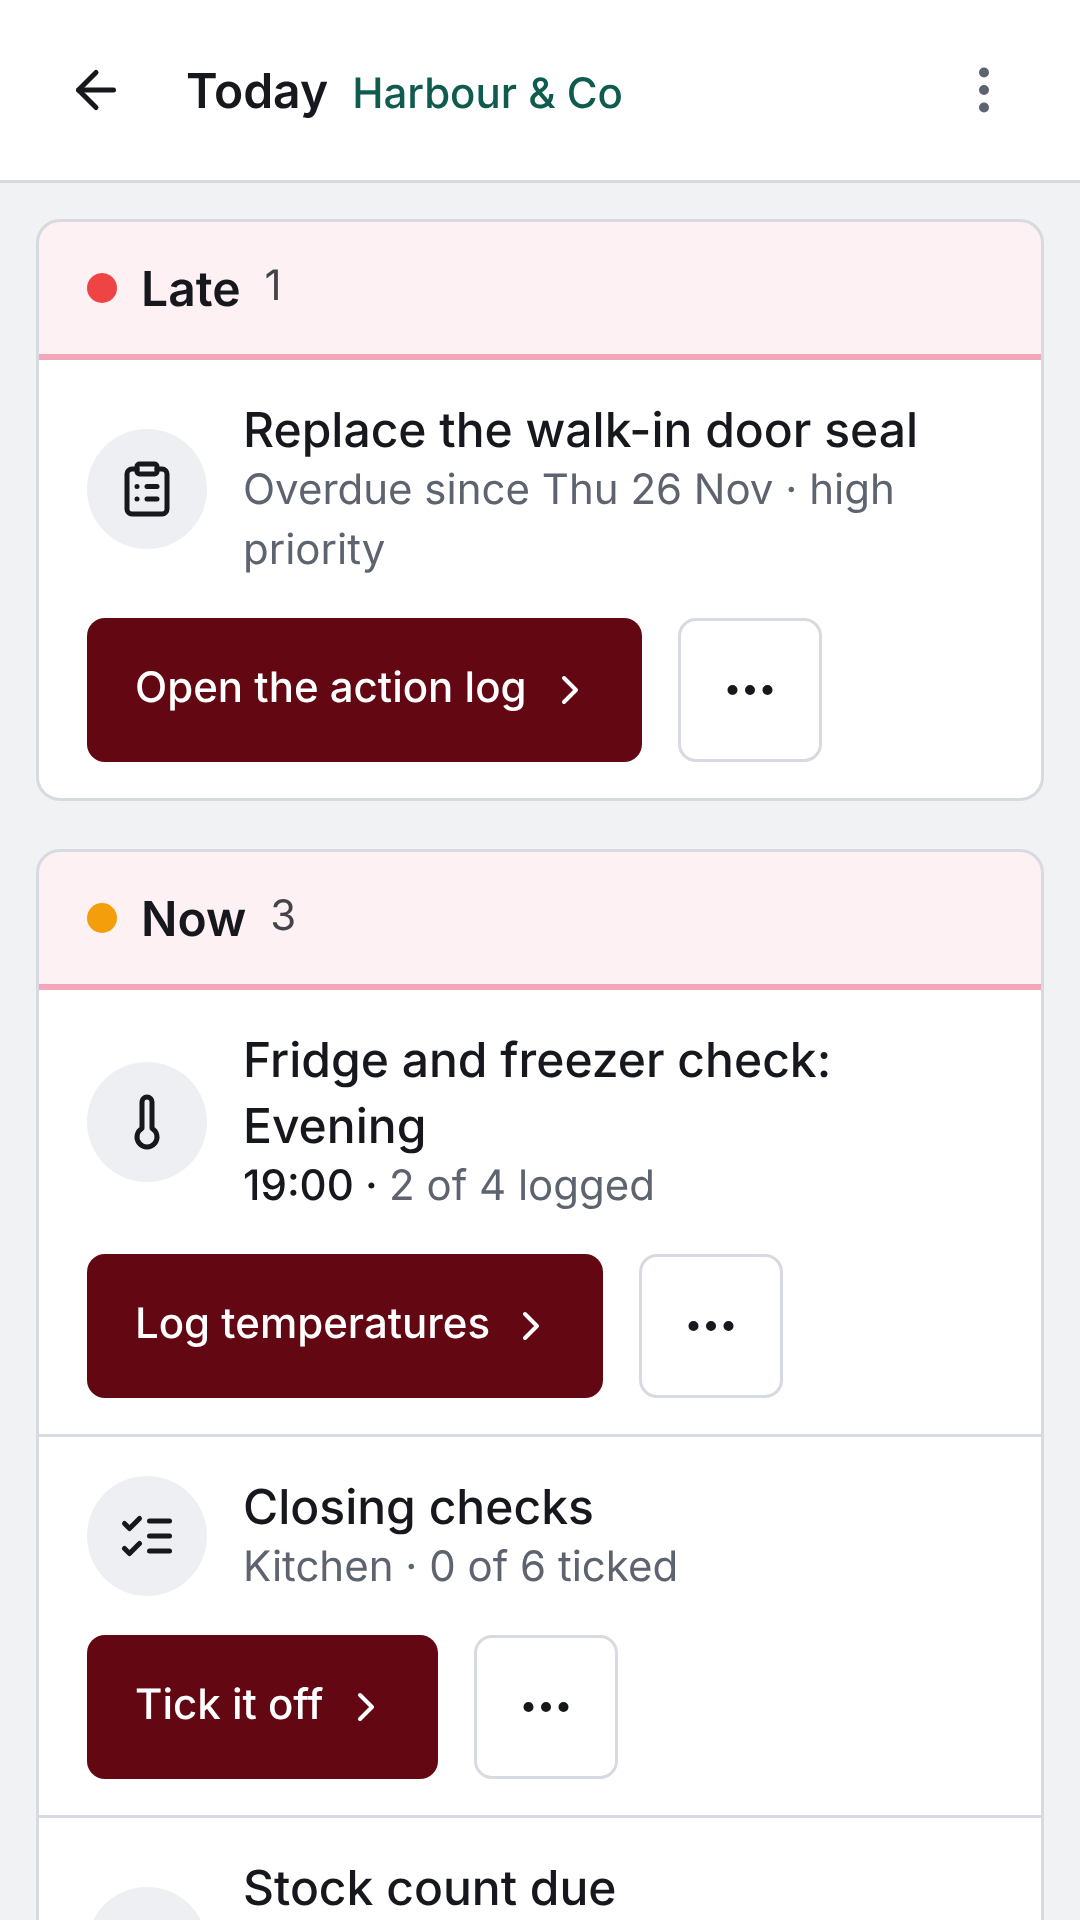 Today Harbour & Co
Late 1
Replace the walk-in door seal
Overdue since Thu 26 Nov · high
priority
Open the action log
Now 3
Fridge and freezer check:
Evening
19:00 · 2 of 4 logged
Log temperatures
Closing checks
Kitchen · 0 of 6 ticked
Tick it off
Stock count due